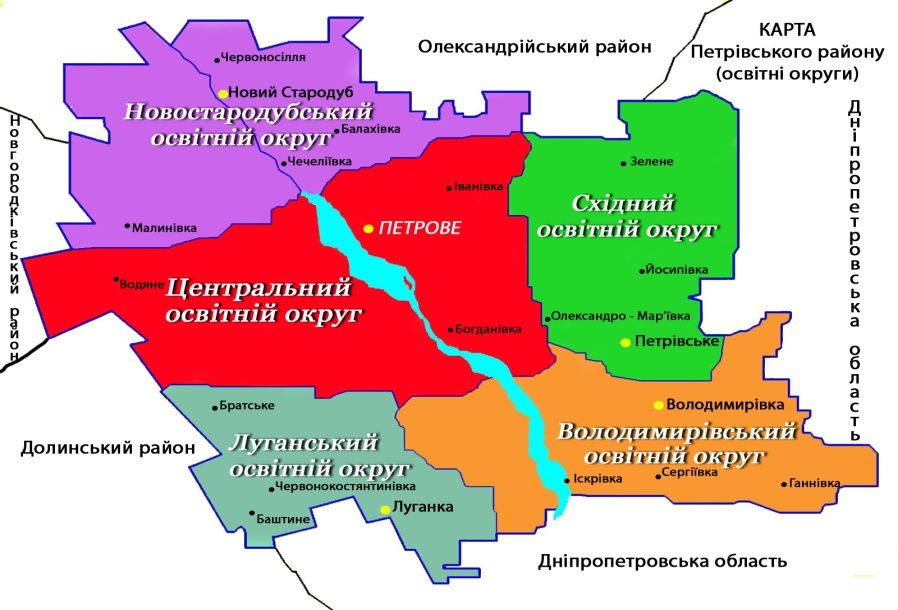 КАРТА
Петрівського району
(освітні округи)
Олександрійський район
Новгородківський район
Дніпропетровська область
Червоносілля
Новий Стародуб
Новостародубський
освітній округ
Балахівка
Чечеліївка
Малинівка
Іванівка
ПЕТРОВЕ
Зелене
Східний
освітній округ
Йосипівка
Водяне
Центральний
освітній округ
Олександро - Мар'ївка
Богданівка
Петрівське
Братське
Володимирівка
Долинський район
Луганський
освітній округ
Володимирівський
освітній округ
Червонокостянтинівка
Іскрівка
Сергіївка
Ганнівка
Луганка
Баштине
Дніпропетровська область